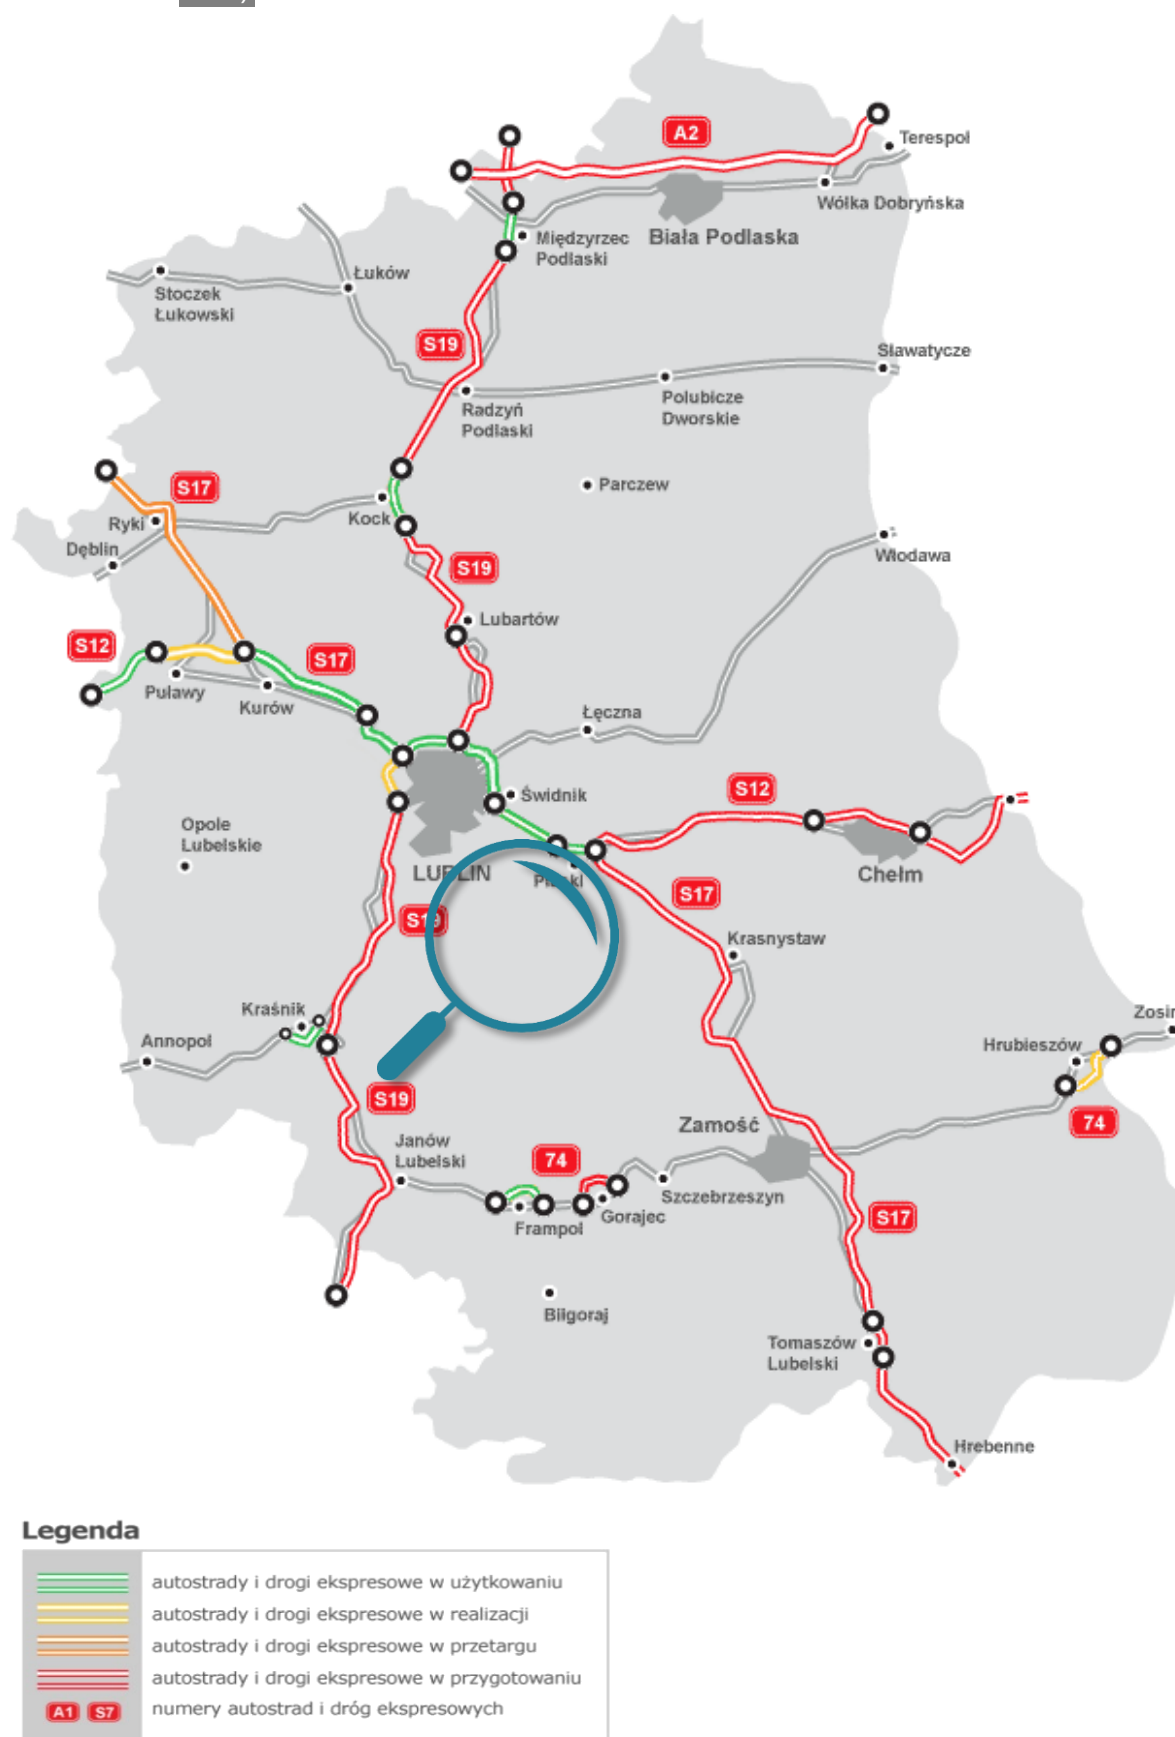 A2
Terespol
Wólka Dobryńska
Międzyrzec
Podlaski
Biała Podlaska
Łuków
Stoczek
Łukowski
S19
Sławatycze
Radzyń
Podlaski
Polubicze
Dworskie
S17
Parczew
Ryki
Kock
Dęblin
Włodawa
S19
Lubartów
S12
S17
Puławy
Kurów
Łęczna
S12
Świdnik
Opole
Lubelskie
LUBLIN
Piaski
Chełm
S17
S19
Krasnystaw
Kraśnik
Annopol
Hrubieszów
S19
74
Zamość
Janów
Lubelski
74
Szczebrzeszyn
Gorajec
Frampol
S17
Biłgoraj
Tomaszów
Lubelski
Hrebenne
Legenda
autostrady i drogi ekspresowe w użytkowaniu
autostrady i drogi ekspresowe w realizacji
autostrady i drogi ekspresowe w przetargu
autostrady i drogi ekspresowe w przygotowaniu
A1 S7 numery autostrad i dróg ekspresowych